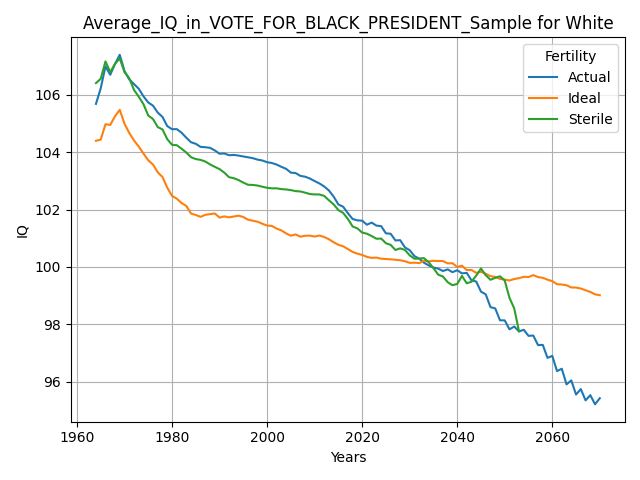 Average_IQ_in_VOTE_FOR_BLACK_PRESIDENT_Sample for White
Fertility
Actual
Ideal
Sterile
106
104
102
100
98
96
IQ
1960
1980
2000
2020
2040
2060
Years